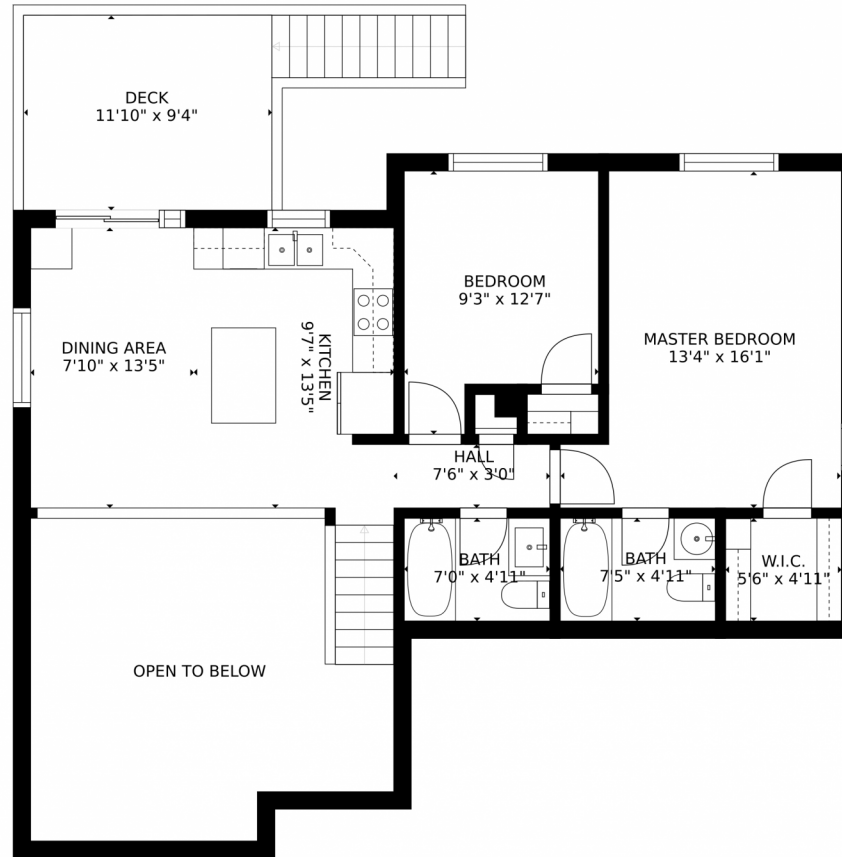 DECK
11'10" x 9'4"
BEDROOM
9'3" x 12'7"
MASTER BEDROOM
13'4" x 16'1"
DINING AREA
7'10" x 13'5"
KITCHEN
9'7" x 13'5"
HALL
7'6" x 3'0"
BATH
7'0" x 4'11"
BATH
7'5" x 4'11"
W.I.C.
5'6" x 4'11"
OPEN TO BELOW